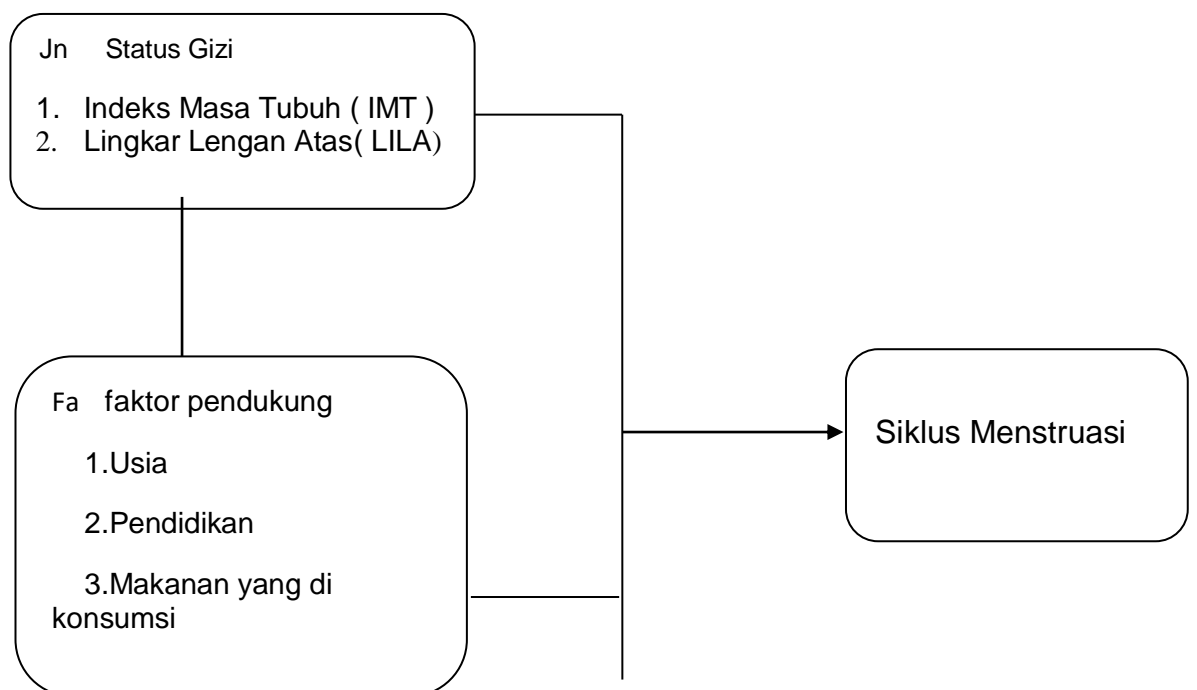 Jn Status Gizi
1. Indeks Masa Tubuh ( IMT )
2. Lingkar Lengan Atas( LILA)
Fa faktor pendukung
1.Usia
2.Pendidikan
3.Makanan yang di
konsumsi
Siklus Menstruasi